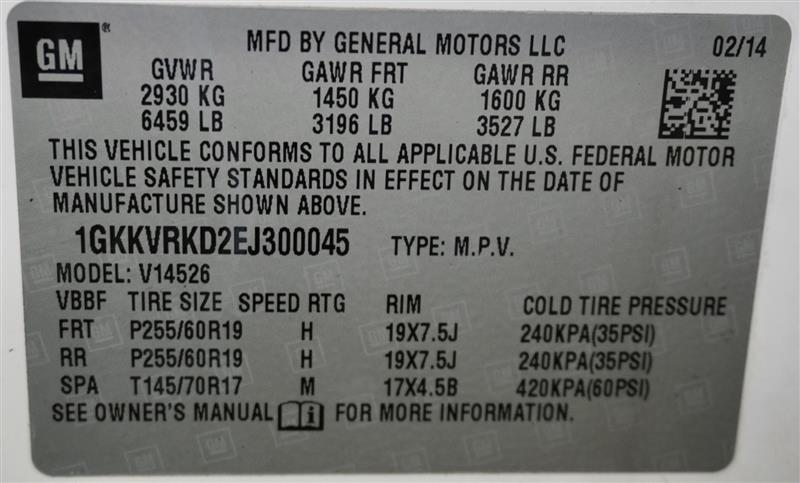 GM ® MFD BY GENERAL MOTORS LLC 02/14
GVWR GAWR FRT GAWR RR
2930 KG 1450 KG 1600 KG
6459 LB 3196 LB 3527 LB
THIS VEHICLE CONFORMS TO ALL APPLICABLE U.S. FEDERAL MOTOR
VEHICLE SAFETY STANDARDS IN EFFECT ON THE DATE OF
MANUFACTURE SHOWN ABOVE.
1GKKVRKD2EJ300045 TYPE: M.P.V.
MODEL: V14526
VBBF TIRE SIZE SPEED RTG RIM COLD TIRE PRESSURE
FRT P255/60R19 H 19X7.5J 240KPA(35PSI)
RR P255/60R19 H 19X7.5J 240KPA(35PSI)
SPA T145/70R17 M 17X4.5B 420KPA(60PSI)
SEE OWNER'S MANUAL i FOR MORE INFORMATION.